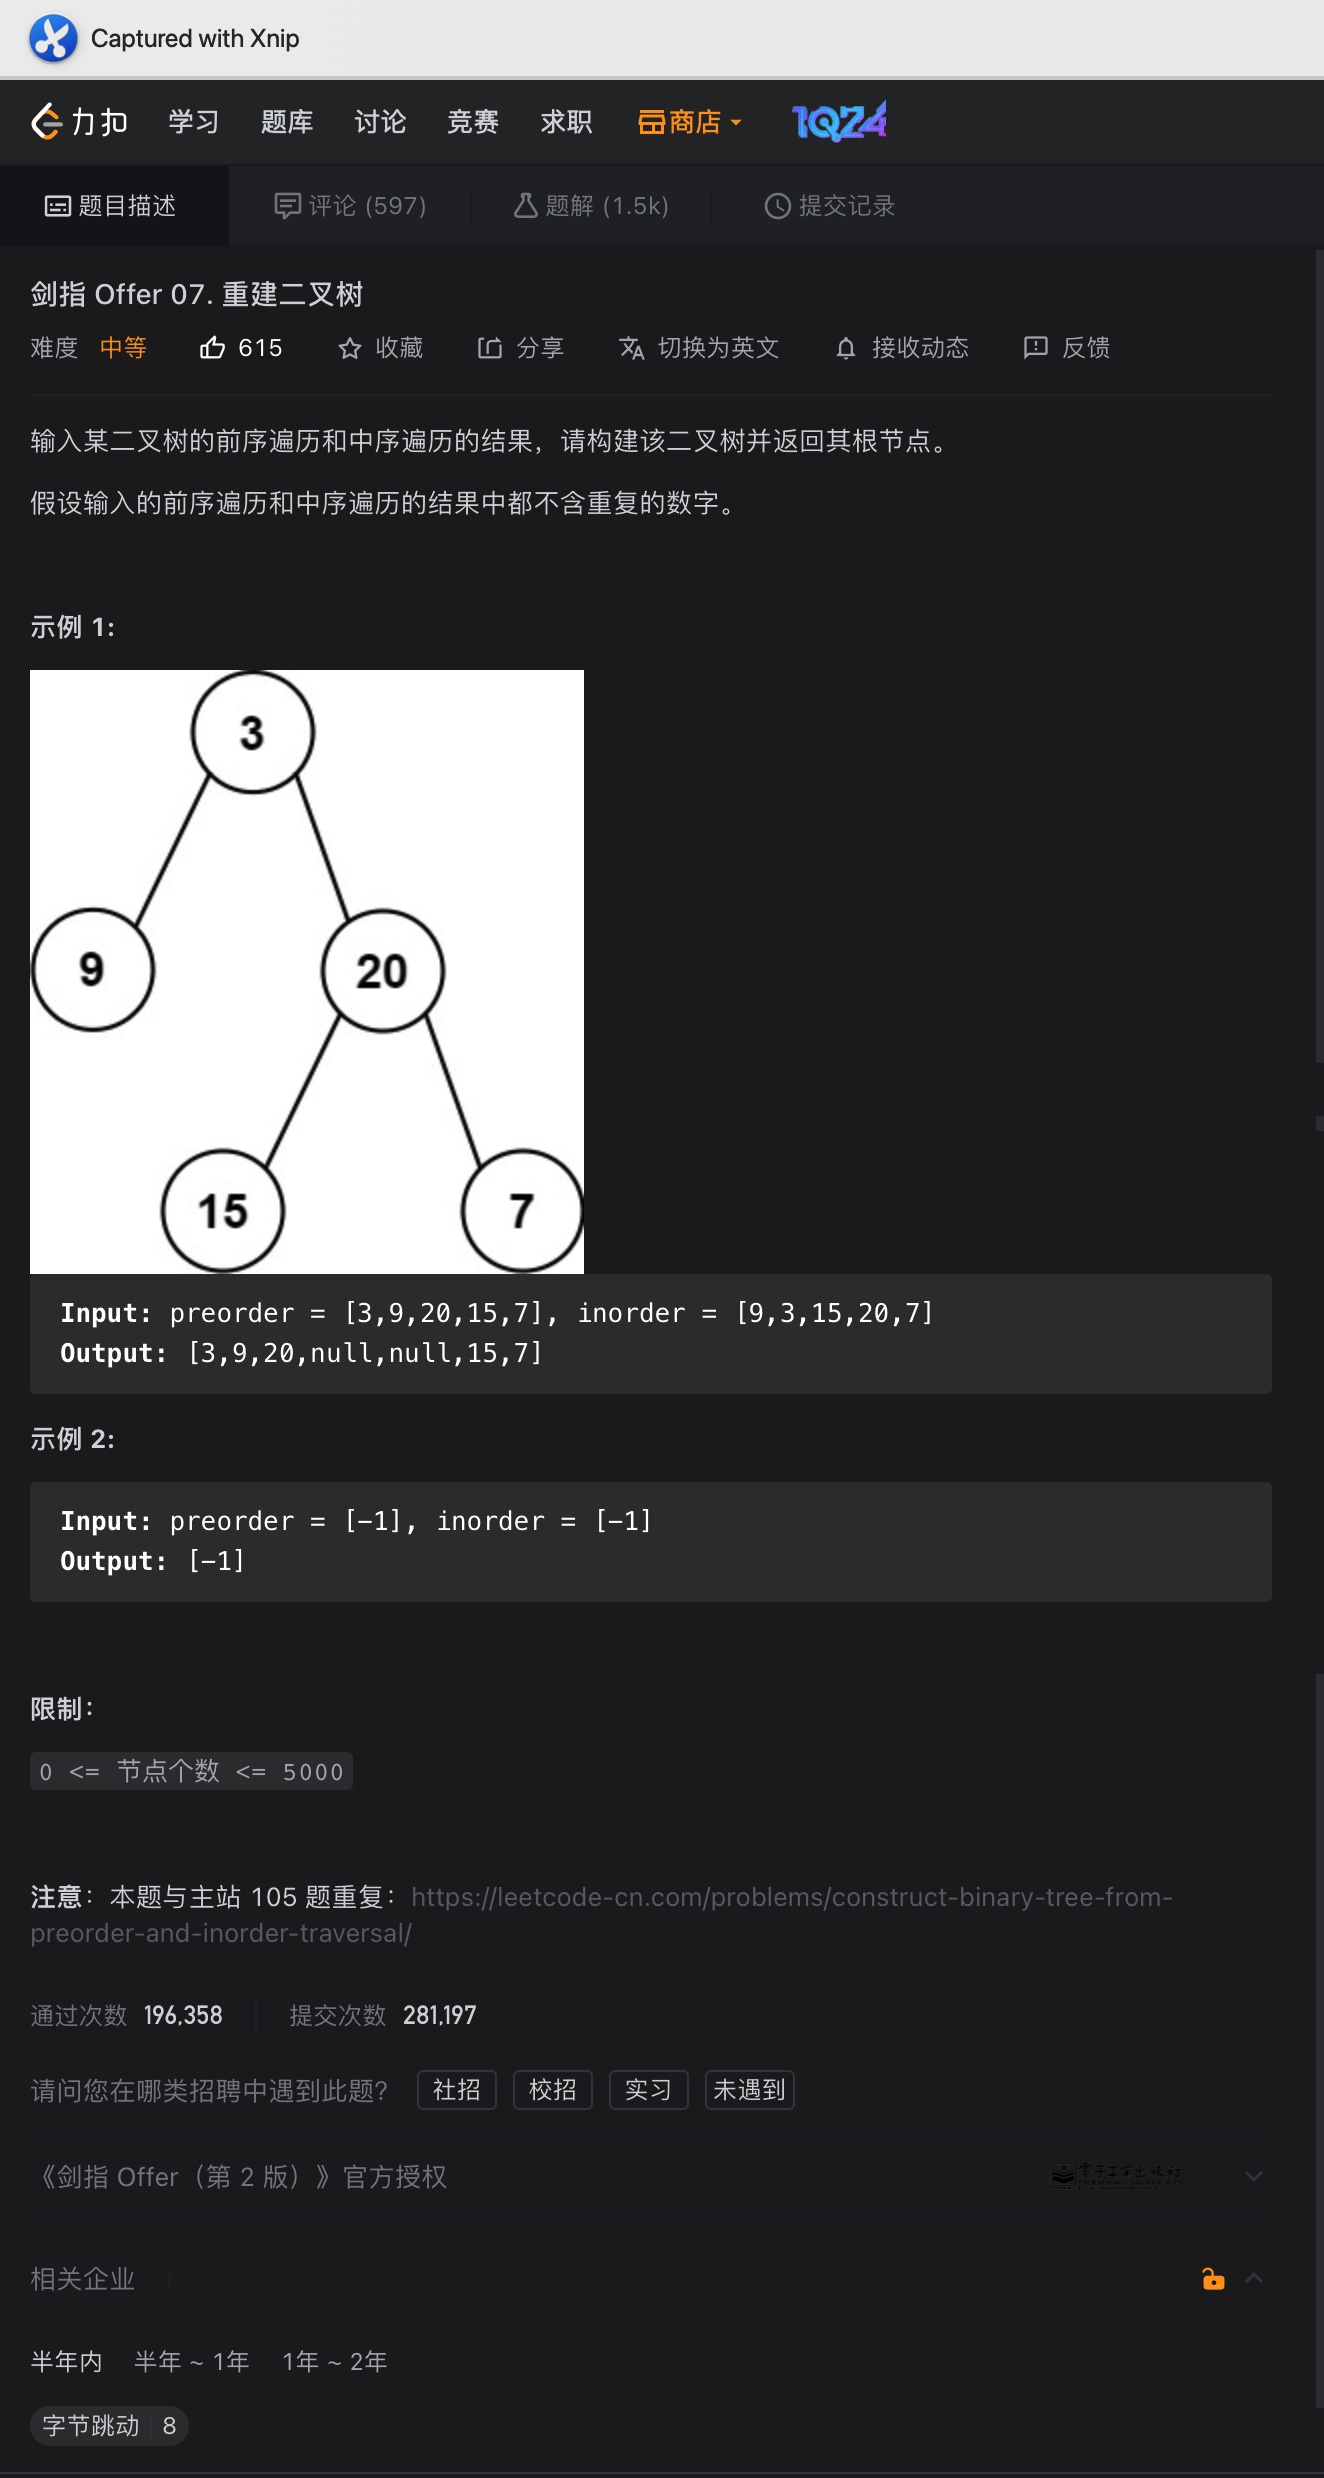 Captured with Xnip
力扣 学习 题库 讨论 竞赛 求职 商店 1024
题目描述 评论 (597) 题解 (1.5k) 提交记录
剑指 Offer 07. 重建二叉树
难度 中等 615 收藏 分享 切换为英文 接收动态 反馈
输入某二叉树的前序遍历和中序遍历的结果，请构建该二叉树并返回其根节点。
假设输入的前序遍历和中序遍历的结果中都不含重复的数字。
示例 1:
3
9 20
15 7
Input: preorder = [3,9,20,15,7], inorder = [9,3,15,20,7]
Output: [3,9,20,null,null,15,7]
示例 2:
Input: preorder = [-1], inorder = [-1]
Output: [-1]
限制：
0 <= 节点个数 <= 5000
注意：本题与主站 105 题重复：https://leetcode-cn.com/problems/construct-binary-tree-from-
preorder-and-inorder-traversal/
通过次数 196,358 提交次数 281,197
请问您在哪类招聘中遇到此题？ 社招 校招 实习 未遇到
《剑指 Offer（第 2 版）》官方授权 电子工业出版社
相关企业 i
半年内 半年 ~ 1年 1年 ~ 2年
字节跳动 8